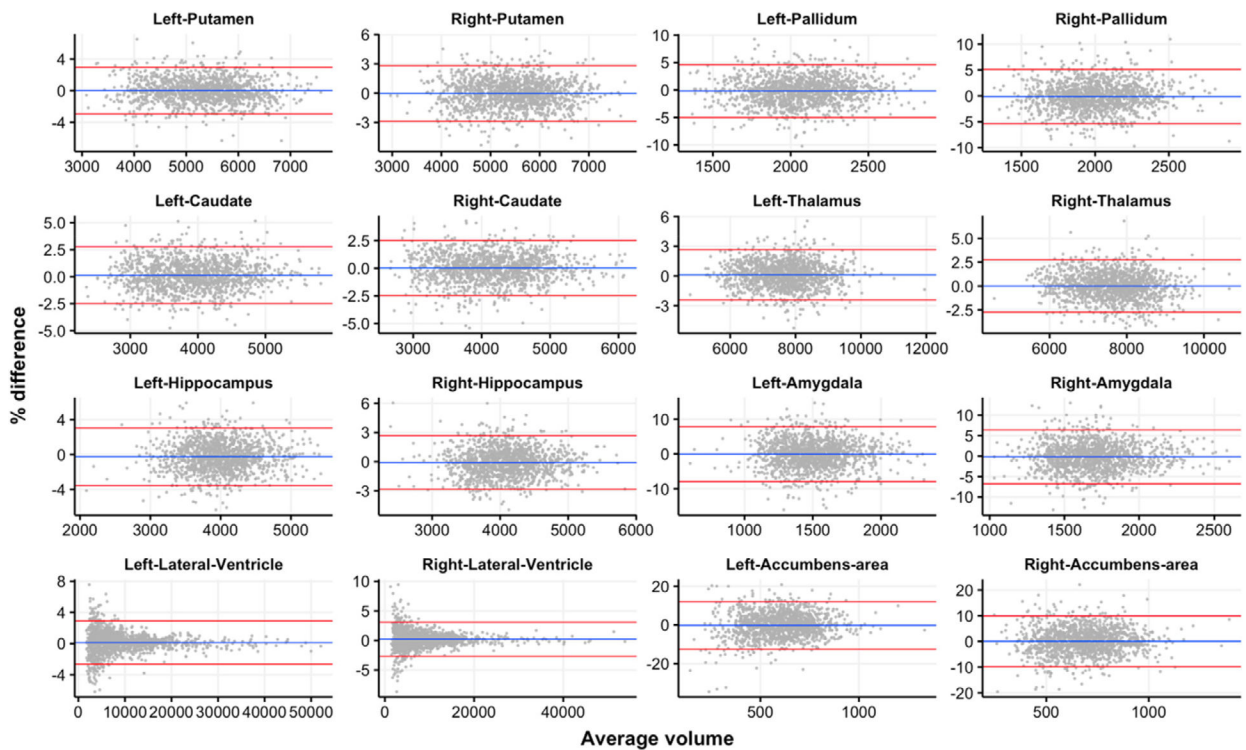 Left-Putamen
Right-Putamen
Left-Pallidum
Right-Pallidum
4
0
-4
3000 4000 5000 6000 7000
6
3
0
-3
3000 4000 5000 6000 7000
10
5
0
-5
-10
1500 2000 2500
10
5
0
-5
-10
1500 2000 2500
Left-Caudate
Right-Caudate
Left-Thalamus
Right-Thalamus
5.0
2.5
0.0
-2.5
-5.0
3000 4000 5000
2.5
0.0
-2.5
-5.0
3000 4000 5000 6000
6
3
0
-3
6000 8000 10000 12000
5.0
2.5
0.0
-2.5
6000 8000 10000
% difference
Left-Hippocampus
Right-Hippocampus
Left-Amygdala
Right-Amygdala
4
0
-4
2000 3000 4000 5000
6
3
0
-3
3000 4000 5000 6000
10
0
-10
1000 1500 2000
10
5
0
-5
-10
1000 1500 2000 2500
Left-Lateral-Ventricle
Right-Lateral-Ventricle
Left-Accumbens-area
Right-Accumbens-area
8
4
0
-4
0 10000 20000 30000 40000 50000
10
5
0
-5
0 20000 40000
20
0
-20
500 1000
20
10
0
-10
-20
500 1000
Average volume